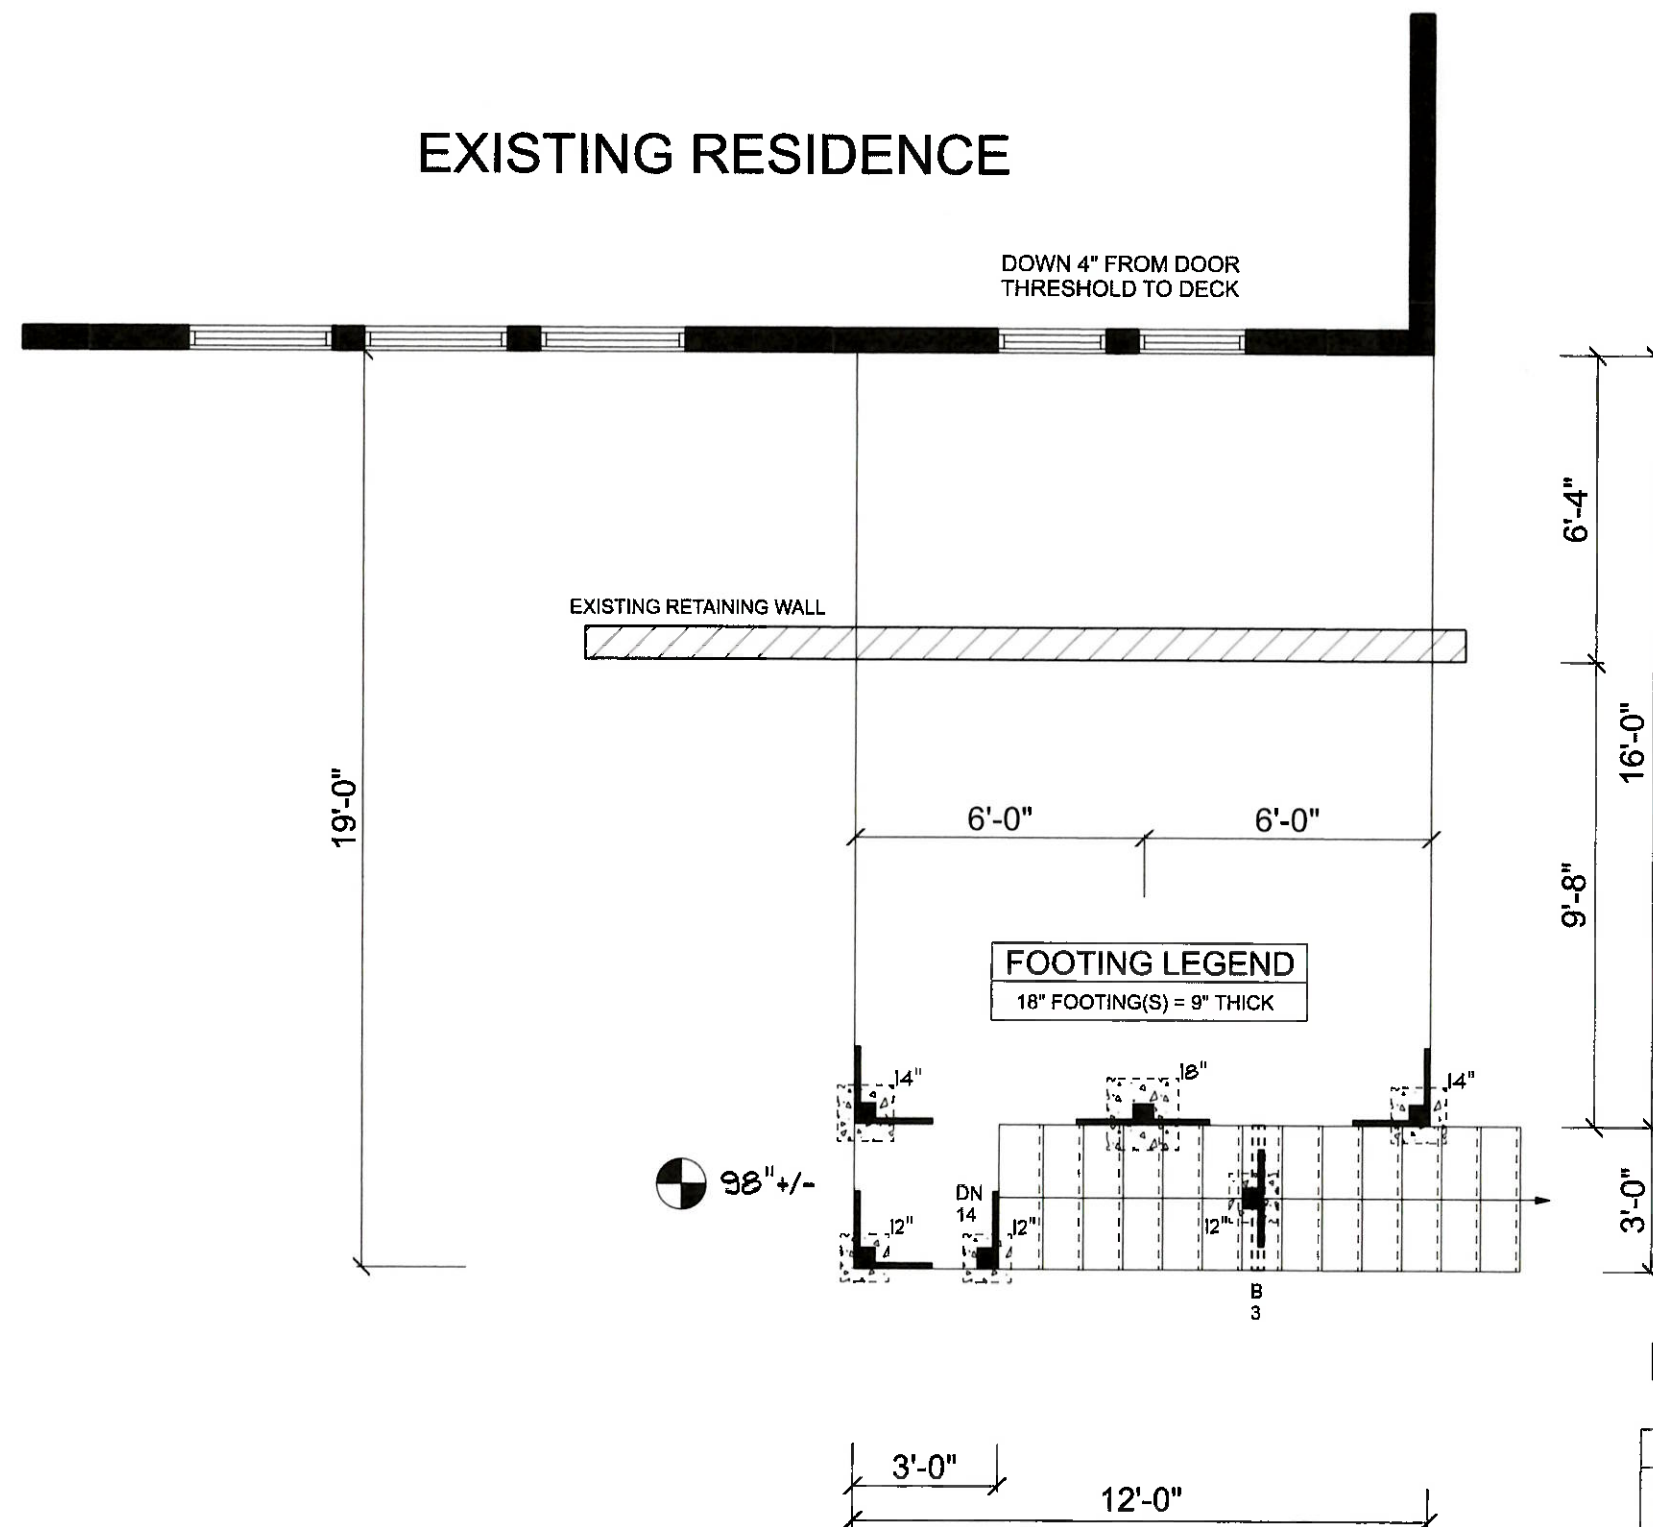 EXISTING RESIDENCE
DOWN 4" FROM DOOR
THRESHOLD TO DECK
6'-4"
EXISTING RETAINING WALL
16'-0"
19'-0"
6'-0"
6'-0"
9'-8"
FOOTING LEGEND
18" FOOTING(S) = 9" THICK
14"
18"
14"
98"+/-
DN
14
12"
12"
12"
3'-0"
B
3
3'-0"
12'-0"